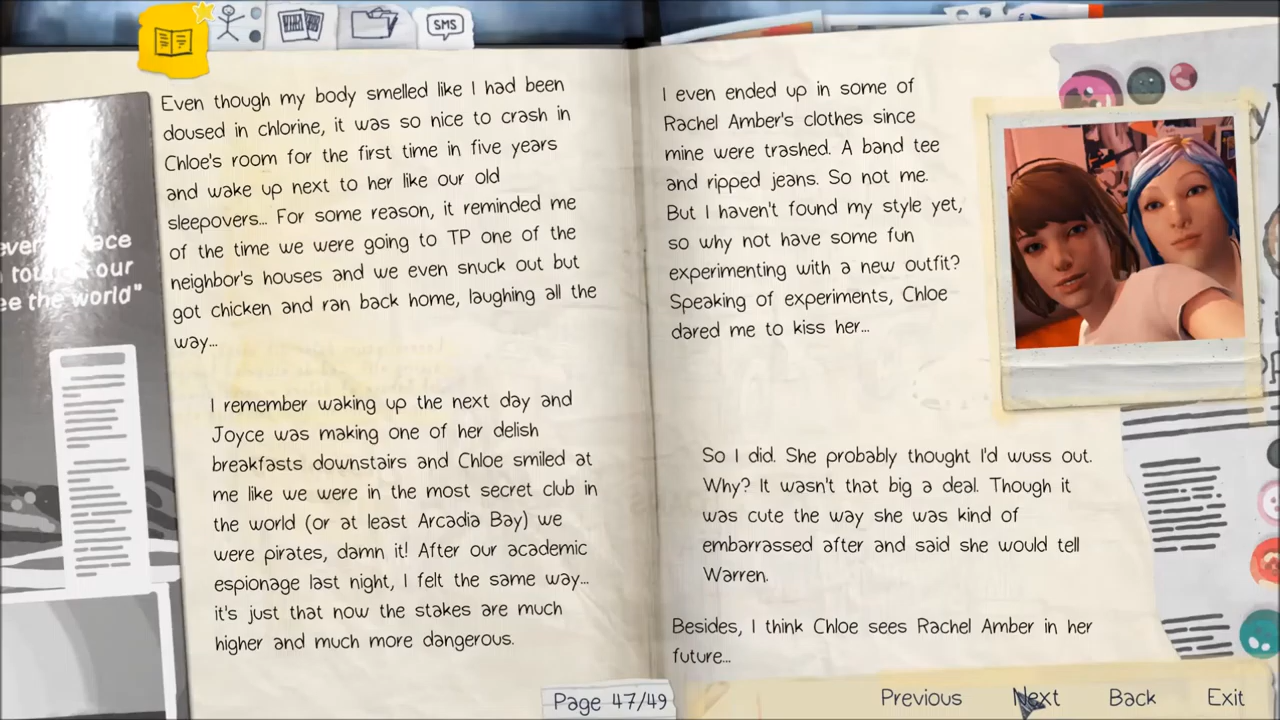 SMS
Even though my body smelled like I had been
doused in chlorine, it was so nice to crash in
Chloe's room for the first time in five years
and wake up next to her like our old
sleepovers... For some reason, it reminded me
of the time we were going to TP one of the
neighbor's houses and we even snuck out but
got chicken and ran back home, laughing all the
way...
I remember waking up the next day and
Joyce was making one of her delish
breakfasts downstairs and Chloe smiled at
me like we were in the most secret club in
the world (or at least Arcadia Bay) we
were pirates, damn it! After our academic
espionage last night, I felt the same way...
it's just that now the stakes are much
higher and much more dangerous.
I even ended up in some of
Rachel Amber's clothes since
mine were trashed. A band tee
and ripped jeans. So not me.
But I haven't found my style yet,
so why not have some fun
experimenting with a new outfit?
Speaking of experiments, Chloe
dared me to kiss her...
So I did. She probably thought I'd wuss out.
Why? It wasn't that big a deal. Though it
was cute the way she was kind of
embarrassed after and said she would tell
Warren.
Besides, I think Chloe sees Rachel Amber in her
future...
our
the world"
Page 47/49
Previous
Next
Back
Exit